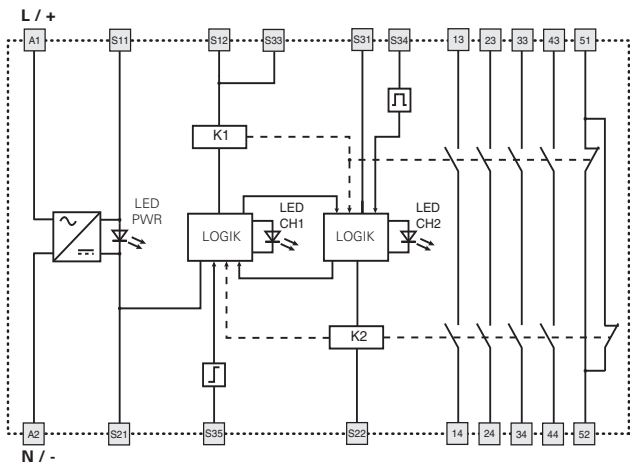 L / +
A1 S11 S12 S33 S31 S34 13 23 33 43 51
K1
LED
PWR
LED
CH1
LED
CH2
LOGIK LOGIK
K2
A2 S21 S35 S22 14 24 34 44 52
N / -